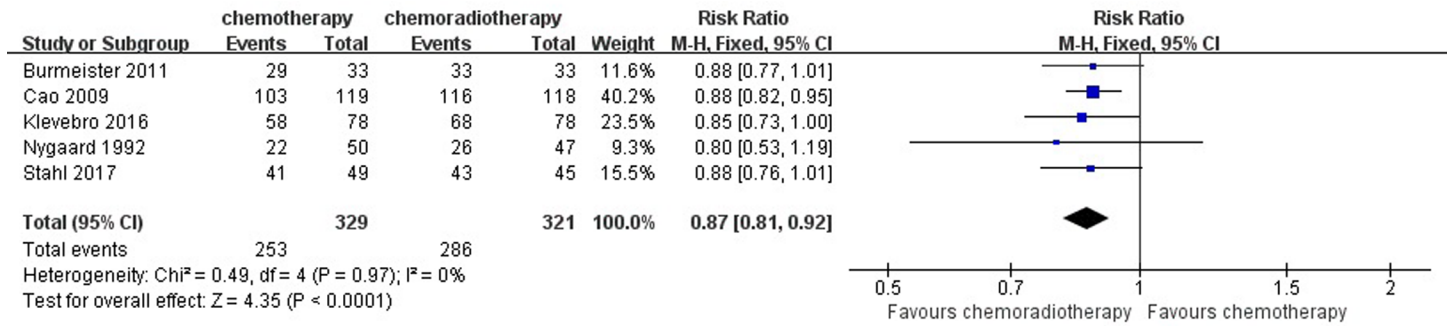 chemotherapy chemoradiotherapy Risk Ratio Risk Ratio
Study or Subgroup Events Total Events Total Weight M-H, Fixed, 95% CI M-H, Fixed, 95% CI
Burmeister 2011 29 33 33 33 11.6% 0.88 [0.77, 1.01]
Cao 2009 103 119 116 118 40.2% 0.88 [0.82, 0.95]
Klevebro 2016 58 78 68 78 23.5% 0.85 [0.73, 1.00]
Nygaard 1992 22 50 26 47 9.3% 0.80 [0.53, 1.19]
Stahl 2017 41 49 43 45 15.5% 0.88 [0.76, 1.01]
Total (95% CI) 329 321 100.0% 0.87 [0.81, 0.92]
Total events 253 286
Heterogeneity: Chi² = 0.49, df = 4 (P = 0.97); I² = 0%
Test for overall effect: Z = 4.35 (P < 0.0001)
0.5 0.7 1 1.5 2
Favours chemoradiotherapy Favours chemotherapy